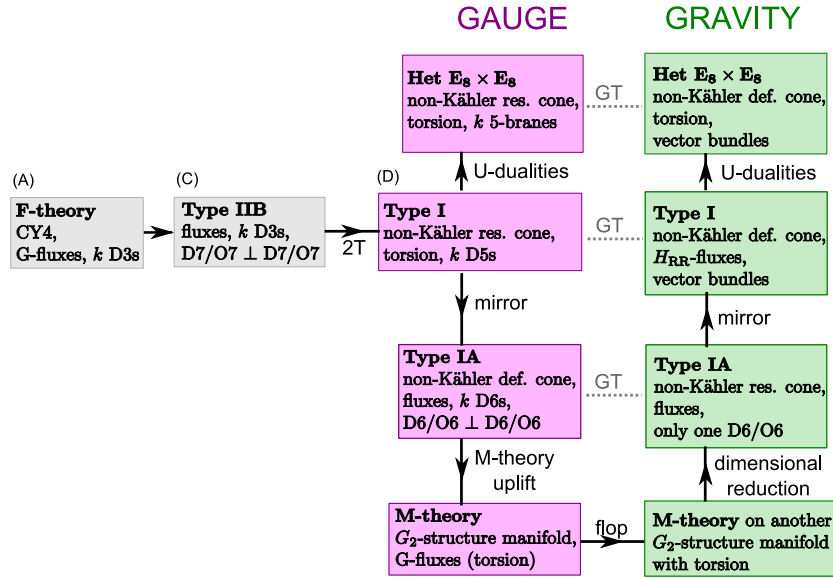 GAUGE
GRAVITY
Het E₈ × E₈
non-Kähler res. cone,
torsion, k 5-branes
GT
Het E₈ × E₈
non-Kähler def. cone,
torsion,
vector bundles
U-dualities
U-dualities
(A)
F-theory
CY4,
G-fluxes, k D3s
(C)
Type IIB
fluxes, k D3s,
D7/O7 ⊥ D7/O7
2T
(D)
Type I
non-Kähler res. cone,
torsion, k D5s
GT
Type I
non-Kähler def. cone,
H_RR-fluxes,
vector bundles
mirror
mirror
Type IA
non-Kähler def. cone,
fluxes, k D6s,
D6/O6 ⊥ D6/O6
GT
Type IA
non-Kähler res. cone,
fluxes,
only one D6/O6
M-theory
uplift
dimensional
reduction
M-theory
G₂-structure manifold,
G-fluxes (torsion)
flop
M-theory on another
G₂-structure manifold
with torsion